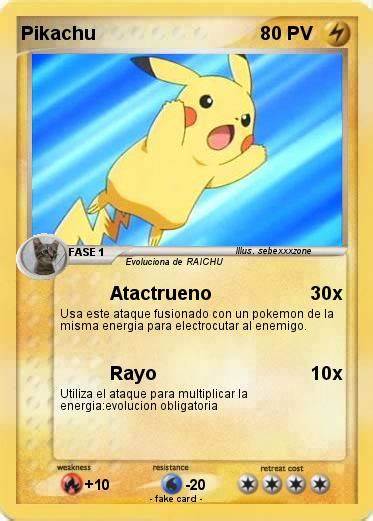 Pikachu 80 PV
FASE 1
Illus. sebexxxzone
Evoluciona de RAICHU
Atactrueno 30x
Usa este ataque fusionado con un pokemon de la
misma energia para electrocutar al enemigo.
Rayo 10x
Utiliza el ataque para multiplicar la
energia:evolucion obligatoria
weakness resistance retreat cost
+10 -20
- fake card -